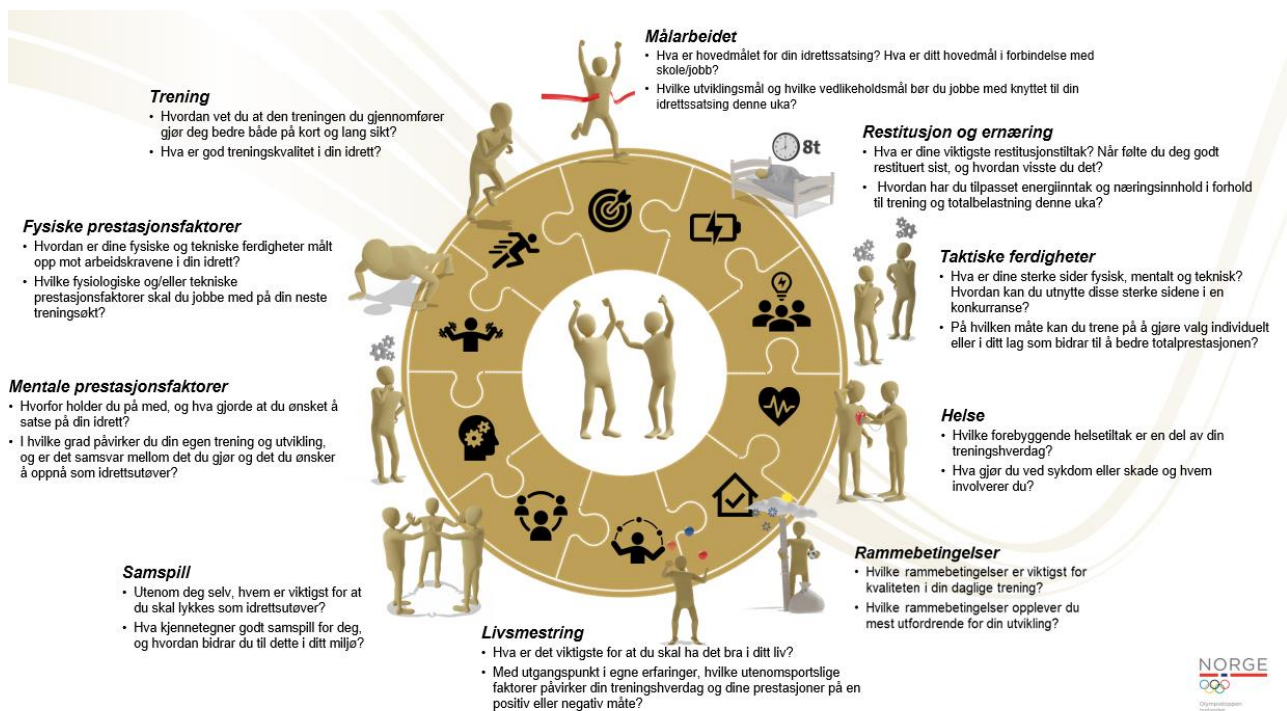 Målarbeidet
• Hva er hovedmålet for din idrettssatsing? Hva er ditt hovedmål i forbindelse med
skole/jobb?
• Hvilke utviklingsmål og hvilke vedlikeholdsmål bør du jobbe med knyttet til din
idrettssatsing denne uka?
8t
Restitusjon og ernæring
• Hva er dine viktigste restitusjonstiltak? Når følte du deg godt
restituert sist, og hvordan visste du det?
• Hvordan har du tilpasset energiinntak og næringsinnhold i forhold
til trening og totalbelastning denne uka?
Taktiske ferdigheter
• Hva er dine sterke sider fysisk, mentalt og teknisk?
Hvordan kan du utnytte disse sterke sidene i en
konkurranse?
• På hvilken måte kan du trene på å gjøre valg individuelt
eller i ditt lag som bidrar til å bedre totalprestasjonen?
Helse
• Hvilke forebyggende helsetiltak er en del av din
treningshverdag?
• Hva gjør du ved sykdom eller skade og hvem
involverer du?
Rammebetingelser
• Hvilke rammebetingelser er viktigst for
kvaliteten i din daglige trening?
• Hvilke rammebetingelser opplever du
mest utfordrende for din utvikling?
Livsmestring
• Hva er det viktigste for at du skal ha det bra i ditt liv?
• Med utgangspunkt i egne erfaringer, hvilke utenomsportslige
faktorer påvirker din treningshverdag og dine prestasjoner på en
positiv eller negativ måte?
Samspill
• Utenom deg selv, hvem er viktigst for at
du skal lykkes som idrettsutøver?
• Hva kjennetegner godt samspill for deg,
og hvordan bidrar du til dette i ditt miljø?
Mentale prestasjonsfaktorer
• Hvorfor holder du på med, og hva gjorde at du ønsket å
satse på din idrett?
• I hvilke grad påvirker du din egen trening og utvikling,
og er det samsvar mellom det du gjør og det du ønsker
å oppnå som idrettsutøver?
Fysiske prestasjonsfaktorer
• Hvordan er dine fysiske og tekniske ferdigheter målt
opp mot arbeidskravene i din idrett?
• Hvilke fysiologiske og/eller tekniske
prestasjonsfaktorer skal du jobbe med på din neste
treningsøkt?
Trening
• Hvordan vet du at den treningen du gjennomfører
gjør deg bedre både på kort og lang sikt?
• Hva er god treningskvalitet i din idrett?
NORGE
Olympiatoppen